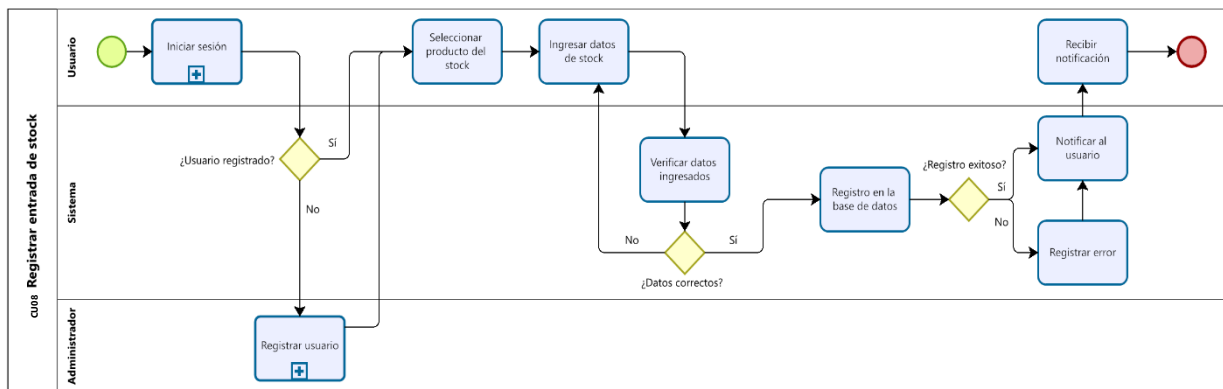 CU08 Registrar entrada de stock
Usuario
Iniciar sesión
Seleccionar
producto del
stock
Ingresar datos
de stock
Recibir
notificación
Sistema
¿Usuario registrado?
Sí
No
Verificar datos
ingresados
No
Sí
¿Datos correctos?
Registro en la
base de datos
¿Registro exitoso?
Sí
No
Notificar al
usuario
Registrar error
Administrador
Registrar usuario